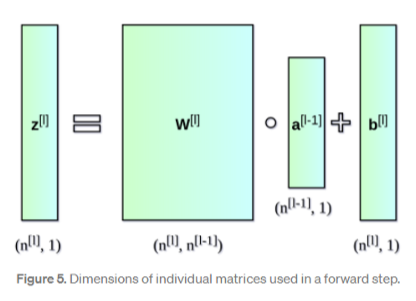 z[l] = W[l] ∘ a[l-1] + b[l]
(n[l], 1) (n[l], n[l-1]) (n[l-1], 1) (n[l], 1)
Figure 5. Dimensions of individual matrices used in a forward step.